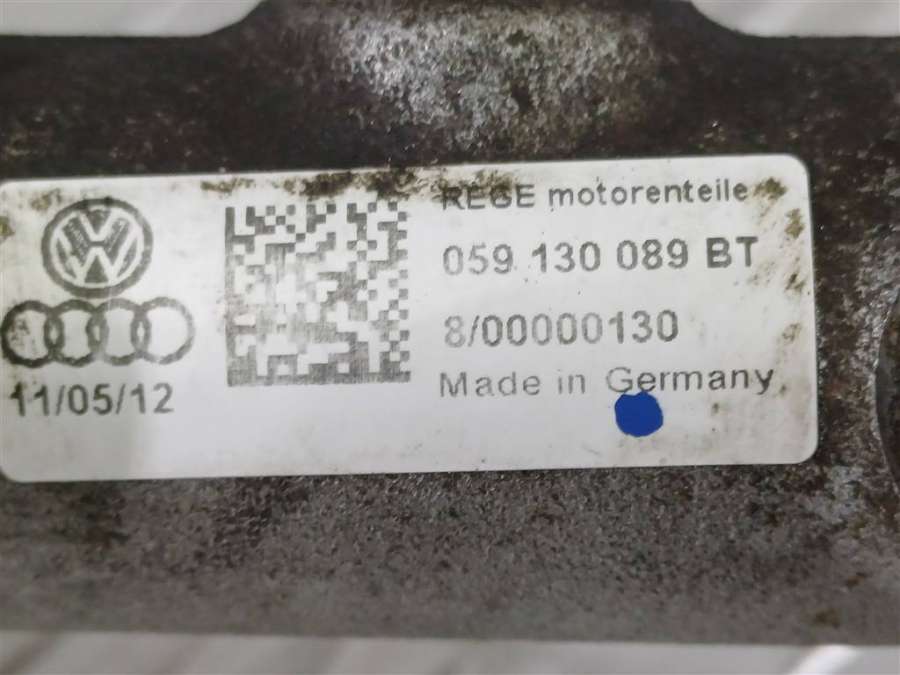 11/05/12
REGE motorenteile
059 130 089 BT
8/00000130
Made in Germany